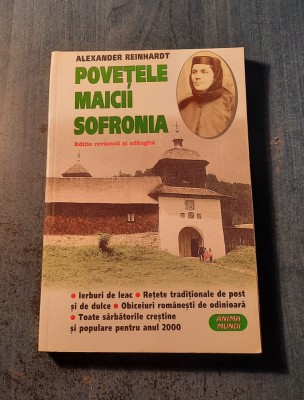 ALEXANDER REINHARDT
POVEȚELE
MAICII
SOFRONIA
Ediție revăzută și adăugită
• Ierburi de leac • Rețete tradiționale de post
și de dulce • Obiceiuri românești de odinioară
• Toate sărbătorile creștine
și populare pentru anul 2000
ANIMA
MUNDI